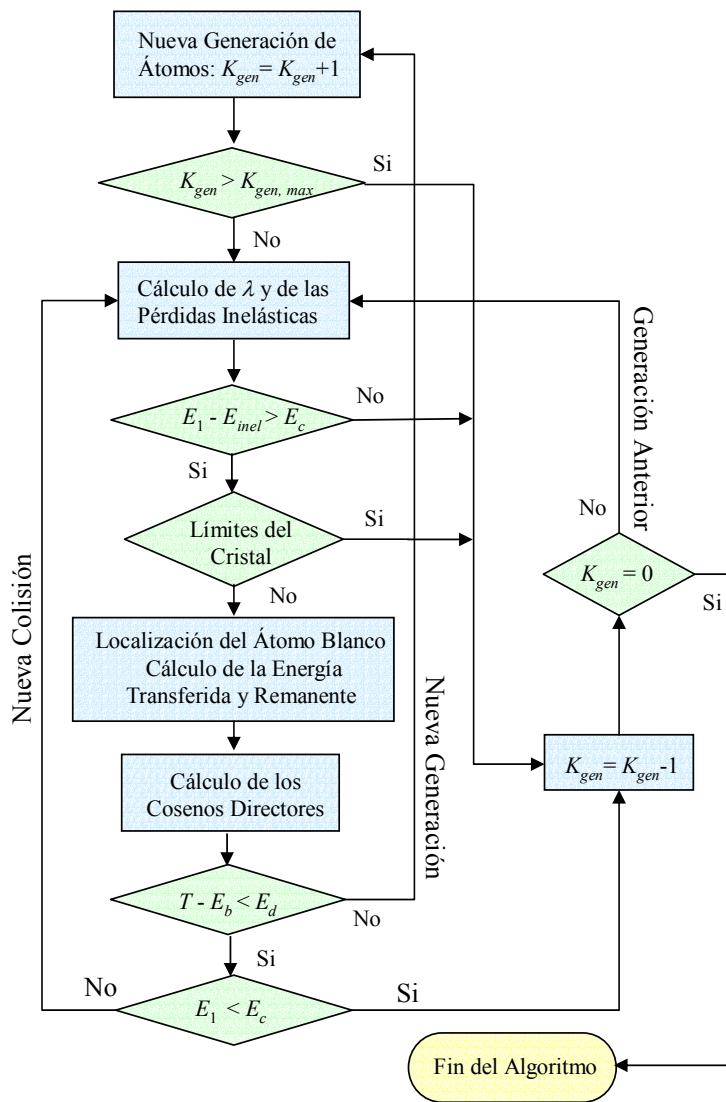 Nueva Generación de
Átomos: K_gen = K_gen+1
Si
K_gen > K_gen, max
No
Cálculo de λ y de las
Pérdidas Inelásticas
No
E_1 - E_inel > E_c
Si
Límites del
Cristal
Si
No
Localización del Átomo Blanco
Cálculo de la Energía
Transferida y Remanente
Cálculo de los
Cosenos Directores
T - E_b < E_d
No
Si
No
E_1 < E_c
Si
Nueva Colisión
Nueva Generación
Generación Anterior
No
K_gen = 0
Si
K_gen = K_gen-1
Fin del Algoritmo